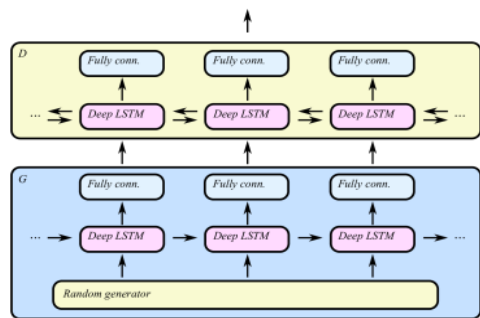 D
Fully conn. Fully conn. Fully conn.
... Deep LSTM Deep LSTM Deep LSTM ...
G
Fully conn. Fully conn. Fully conn.
... Deep LSTM Deep LSTM Deep LSTM ...
Random generator